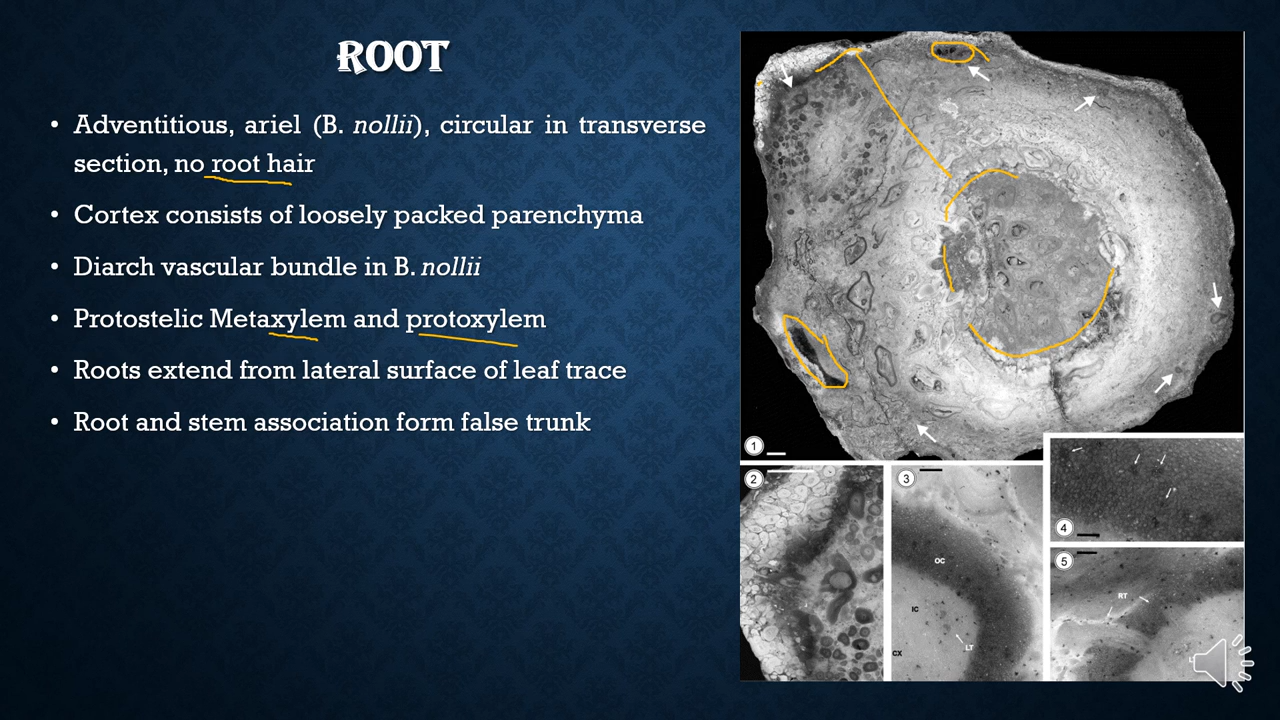 ROOT
• Adventitious, ariel (B. nollii), circular in transverse
section, no root hair
• Cortex consists of loosely packed parenchyma
• Diarch vascular bundle in B. nollii
• Protostelic Metaxylem and protoxylem
• Roots extend from lateral surface of leaf trace
• Root and stem association form false trunk
1
2
3
4
5
OC
IC
LT
CX
RT